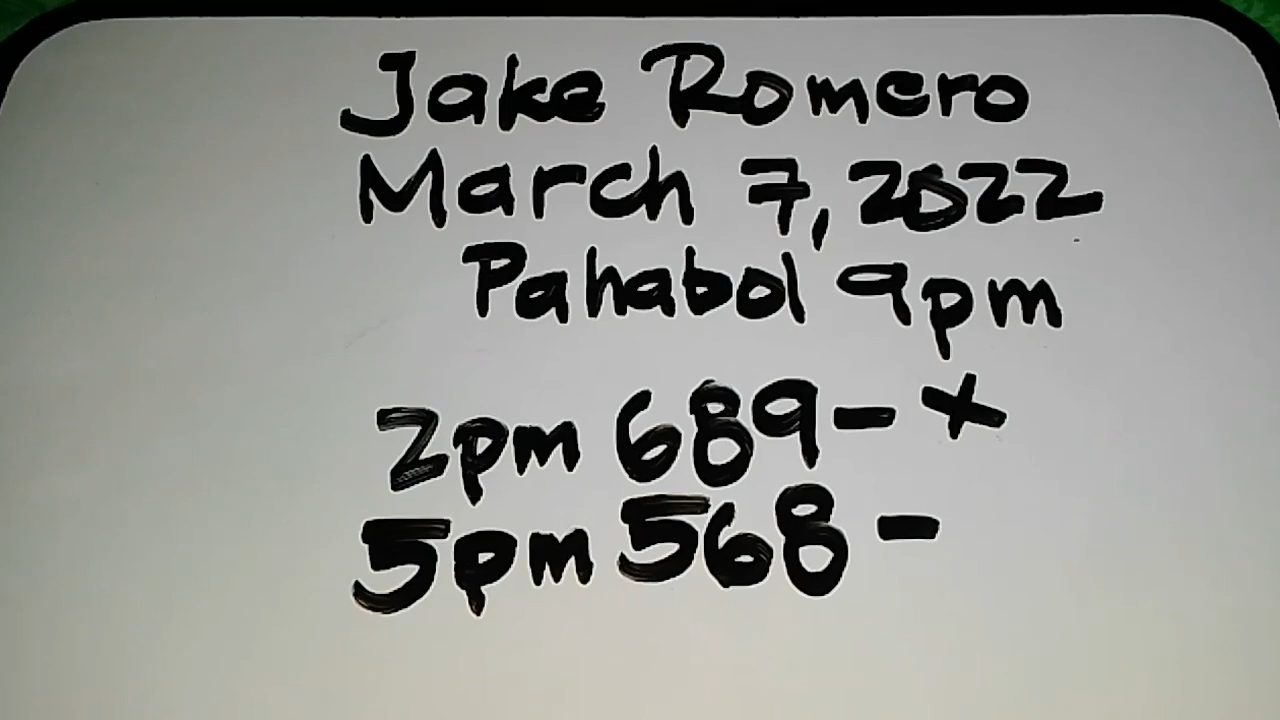 Jake Romero
March 7, 2022
Pahabol 9pm
2pm 689 - x
5pm 568 -